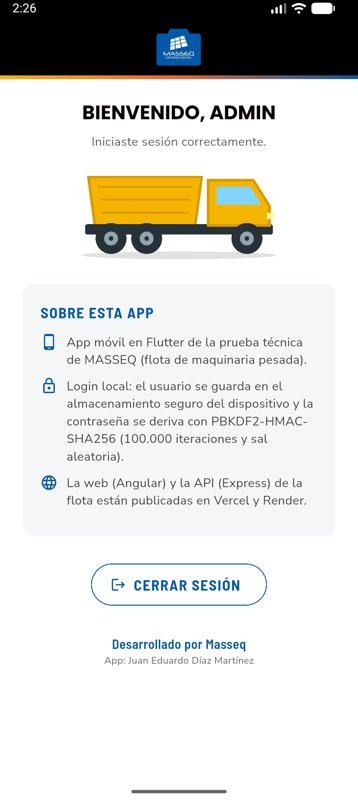 2:26
MASSEQ
BIENVENIDO, ADMIN
Iniciaste sesión correctamente.
SOBRE ESTA APP
App móvil en Flutter de la prueba técnica
de MASSEQ (flota de maquinaria pesada).
Login local: el usuario se guarda en el
almacenamiento seguro del dispositivo y la
contraseña se deriva con PBKDF2-HMAC-
SHA256 (100.000 iteraciones y sal
aleatoria).
La web (Angular) y la API (Express) de la
flota están publicadas en Vercel y Render.
CERRAR SESIÓN
Desarrollado por Masseq
App: Juan Eduardo Díaz Martínez